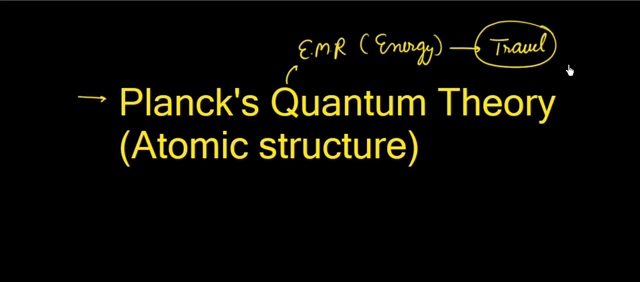 E.M.R (Energy) → Travel
→ Planck's Quantum Theory
(Atomic structure)